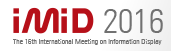 iMiD 2016
The 16th International Meeting on Information Display